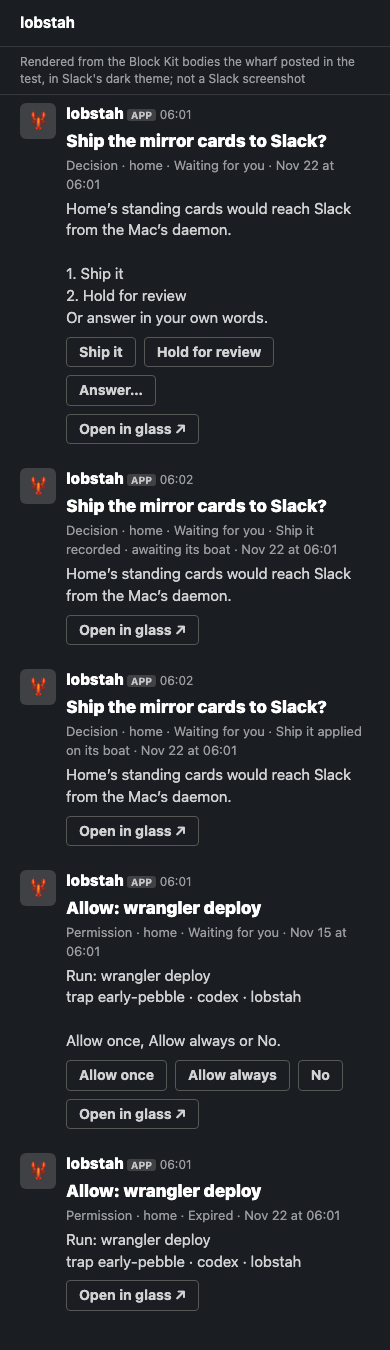 lobstah
Rendered from the Block Kit bodies the wharf posted in the
test, in Slack's dark theme; not a Slack screenshot
lobstah APP 06:01
Ship the mirror cards to Slack?
Decision · home · Waiting for you · Nov 22 at
06:01
Home’s standing cards would reach Slack
from the Mac’s daemon.
1. Ship it
2. Hold for review
Or answer in your own words.
Ship it
Hold for review
Answer...
Open in glass ↗
lobstah APP 06:02
Ship the mirror cards to Slack?
Decision · home · Waiting for you · Ship it
recorded · awaiting its boat · Nov 22 at 06:01
Home’s standing cards would reach Slack
from the Mac’s daemon.
Open in glass ↗
lobstah APP 06:02
Ship the mirror cards to Slack?
Decision · home · Waiting for you · Ship it applied
on its boat · Nov 22 at 06:01
Home’s standing cards would reach Slack
from the Mac’s daemon.
Open in glass ↗
lobstah APP 06:01
Allow: wrangler deploy
Permission · home · Waiting for you · Nov 15 at
06:01
Run: wrangler deploy
trap early-pebble · codex · lobstah
Allow once, Allow always or No.
Allow once
Allow always
No
Open in glass ↗
lobstah APP 06:01
Allow: wrangler deploy
Permission · home · Expired · Nov 22 at 06:01
Run: wrangler deploy
trap early-pebble · codex · lobstah
Open in glass ↗